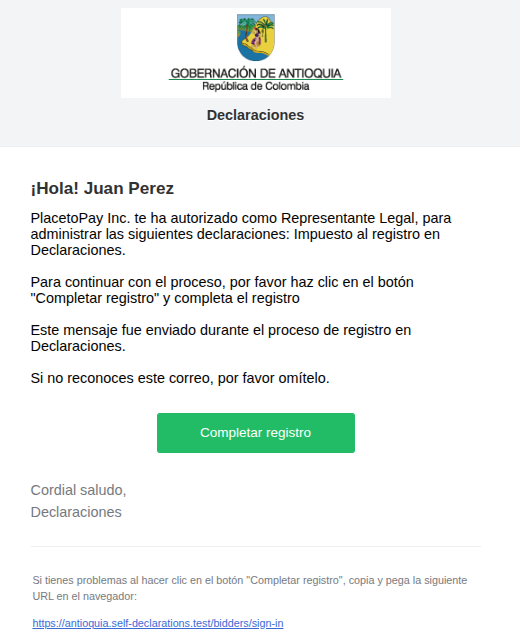 GOBERNACIÓN DE ANTIOQUIA
República de Colombia
Declaraciones
¡Hola! Juan Perez
PlacetoPay Inc. te ha autorizado como Representante Legal, para
administrar las siguientes declaraciones: Impuesto al registro en
Declaraciones.
Para continuar con el proceso, por favor haz clic en el botón
"Completar registro" y completa el registro
Este mensaje fue enviado durante el proceso de registro en
Declaraciones.
Si no reconoces este correo, por favor omítelo.
Completar registro
Cordial saludo,
Declaraciones
Si tienes problemas al hacer clic en el botón "Completar registro", copia y pega la siguiente
URL en el navegador:
https://antioquia.self-declarations.test/bidders/sign-in